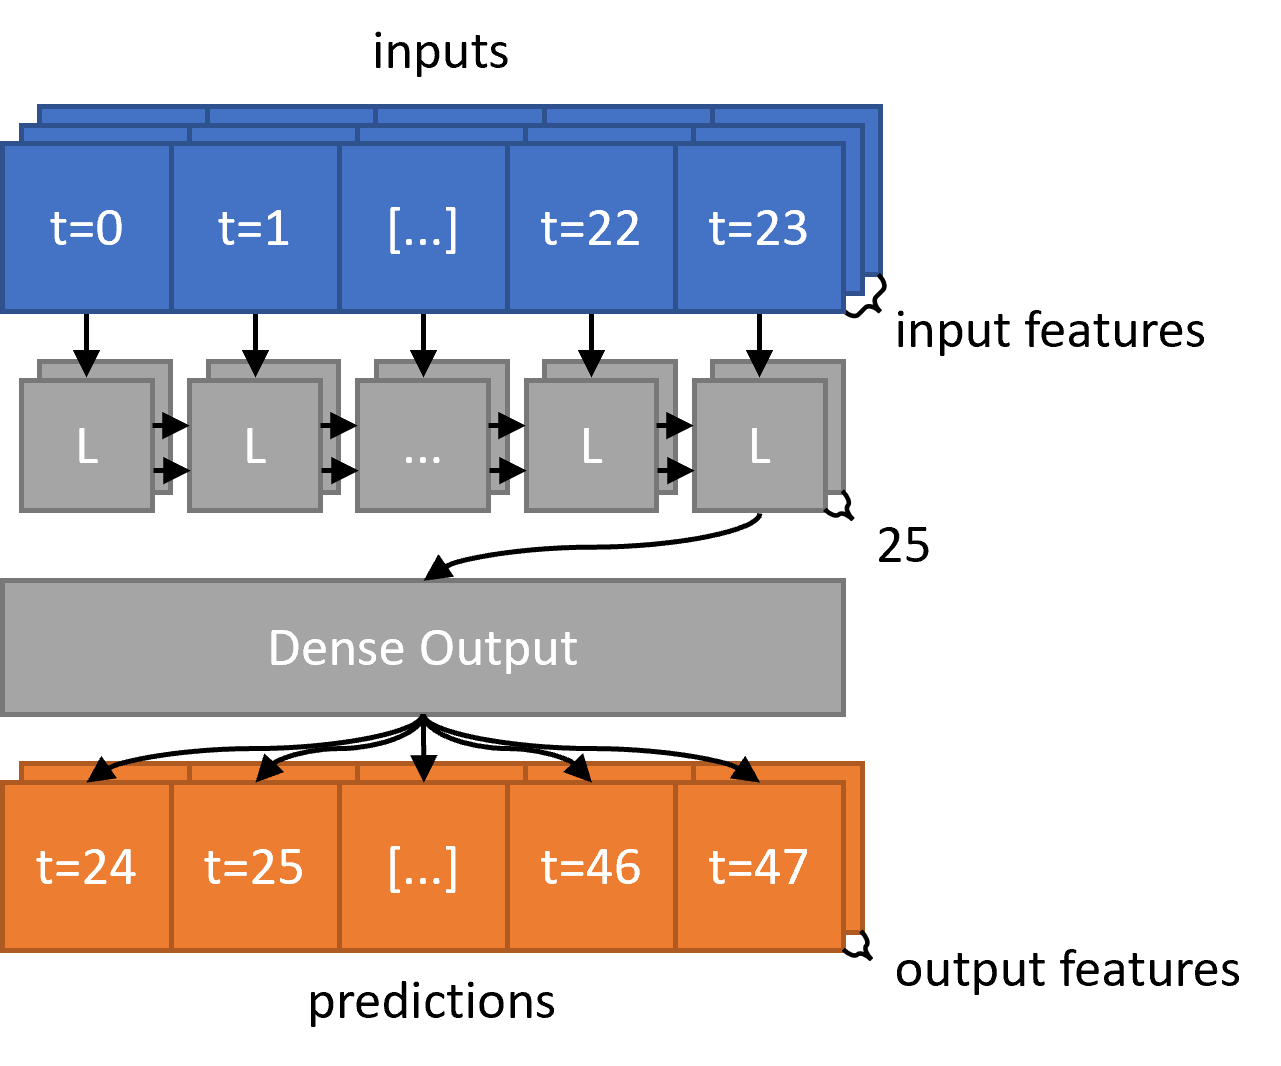 inputs
t=0 t=1 [...] t=22 t=23
input features
L L ... L L
25
Dense Output
t=24 t=25 [...] t=46 t=47
output features
predictions